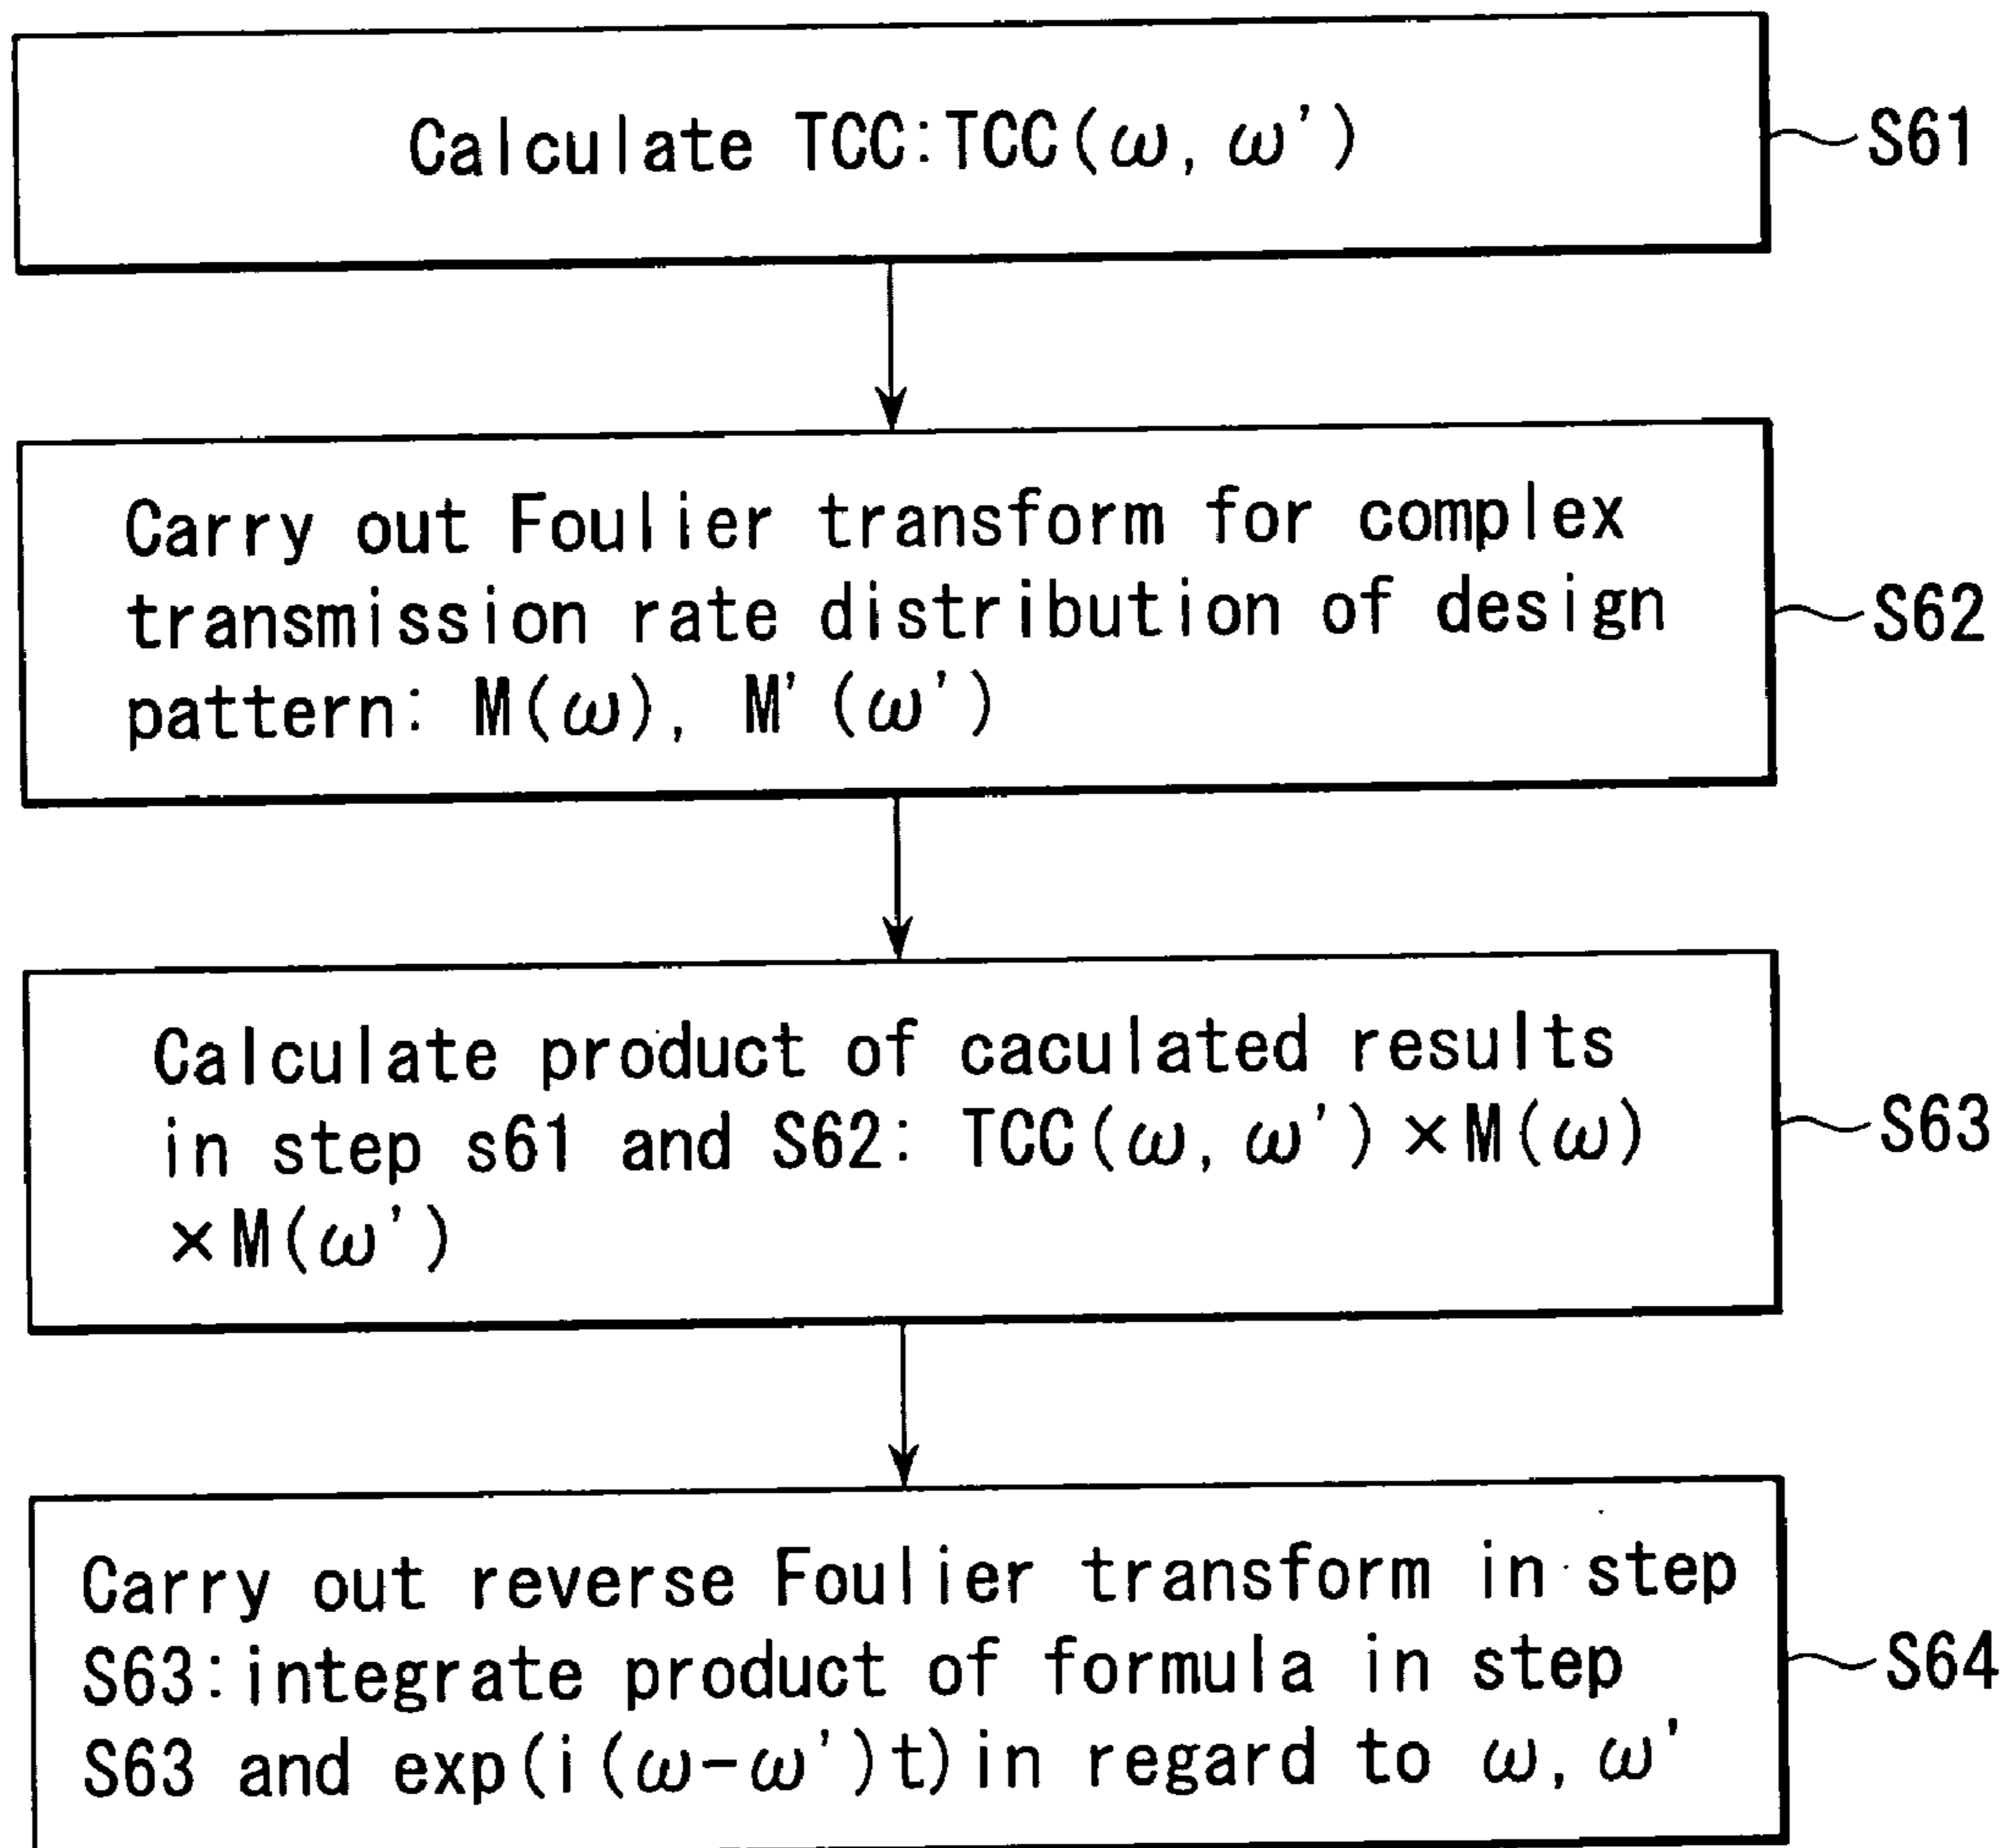 Calculate TCC:TCC(ω, ω')
S61
Carry out Foulier transform for complex
transmission rate distribution of design
pattern: M(ω), M'(ω')
S62
Calculate product of caculated results
in step s61 and S62: TCC(ω, ω')×M(ω)
×M(ω')
S63
Carry out reverse Foulier transform in step
S63:integrate product of formula in step
S63 and exp(i(ω-ω')t)in regard to ω, ω'
S64